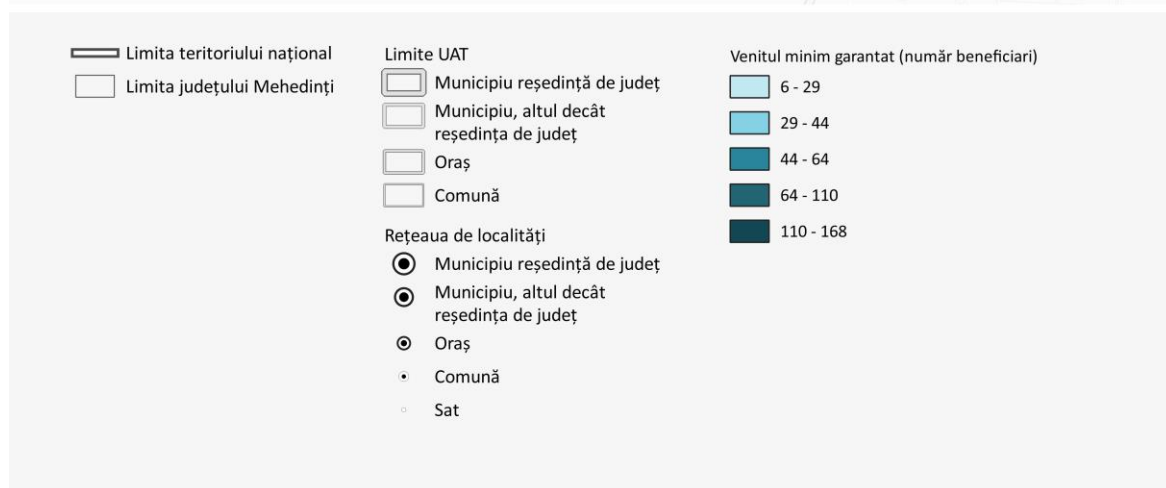 Limita teritoriului național
Limita județului Mehedinți
Limite UAT
Municipiu reședință de județ
Municipiu, altul decât
reședința de județ
Oraș
Comună
Rețeaua de localități
Municipiu reședință de județ
Municipiu, altul decât
reședința de județ
Oraș
Comună
Sat
Venitul minim garantat (număr beneficiari)
6 - 29
29 - 44
44 - 64
64 - 110
110 - 168